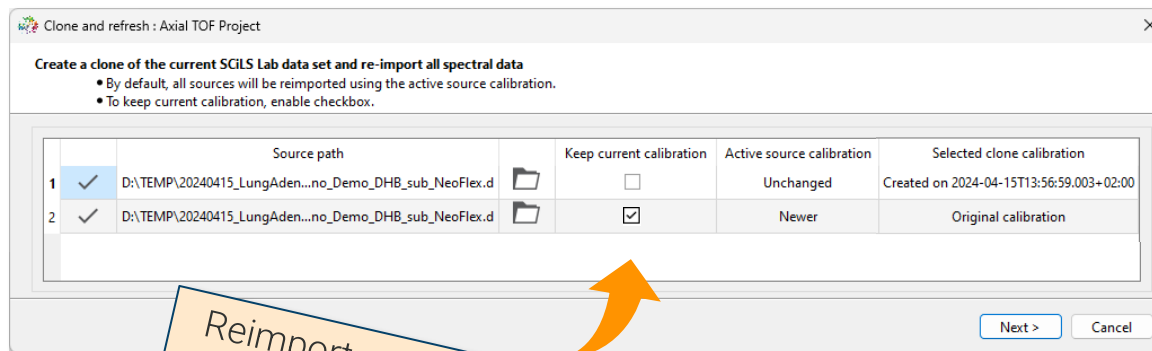 Clone and refresh : Axial TOF Project
Create a clone of the current SCiLS Lab data set and re-import all spectral data
• By default, all sources will be reimported using the active source calibration.
• To keep current calibration, enable checkbox.
Source path Keep current calibration Active source calibration Selected clone calibration
1 D:\TEMP\20240415_LungAden...no_Demo_DHB_sub_NeoFlex.d Unchanged Created on 2024-04-15T13:56:59.003+02:00
2 D:\TEMP\20240415_LungAden...no_Demo_DHB_sub_NeoFlex.d Newer Original calibration
Reimport
Next > Cancel